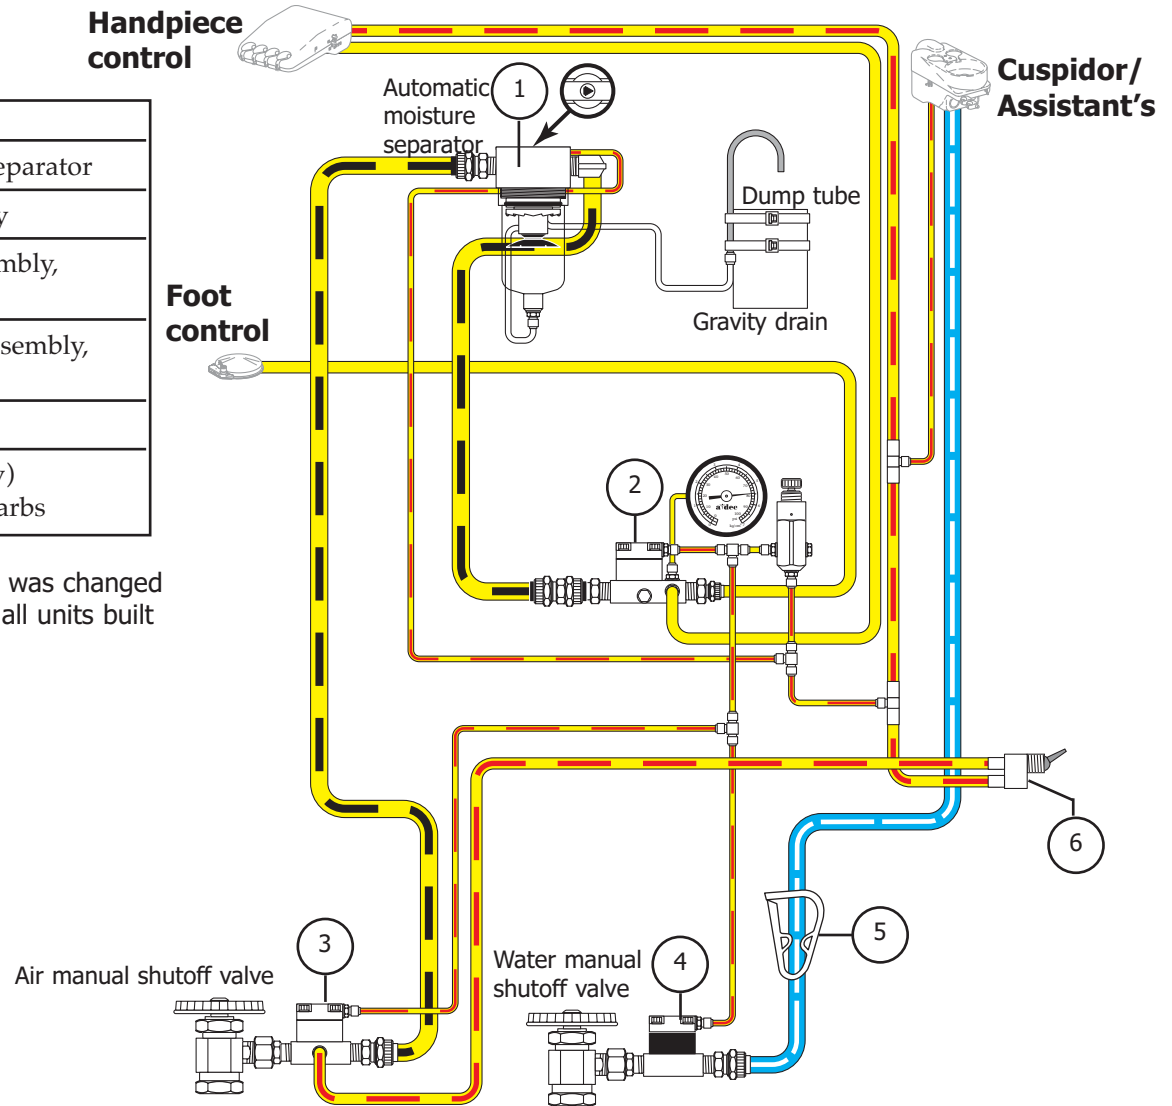 Handpiece
control
Automatic
moisture
separator
1
Cuspidor/
Assistant's
eparator
y
mbly,
ssembly,
y)
arbs
Dump tube
Gravity drain
Foot
control
2
a dec
was changed
all units built
6
5
3
Air manual shutoff valve
Water manual
shutoff valve
4